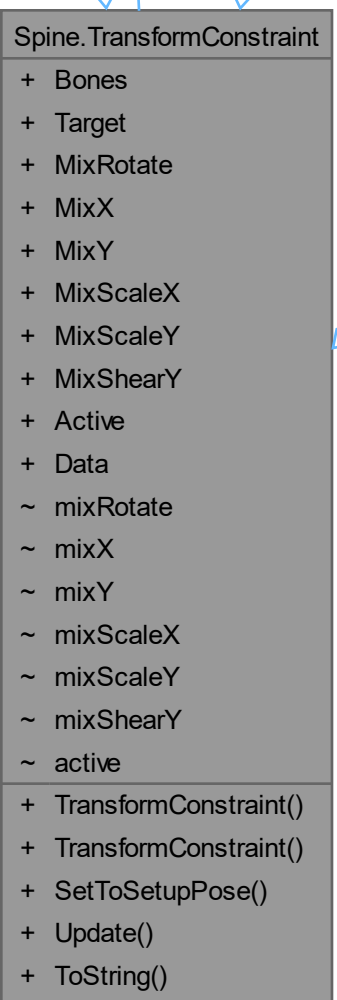 Spine.TransformConstraint
+ Bones
+ Target
+ MixRotate
+ MixX
+ MixY
+ MixScaleX
+ MixScaleY
+ MixShearY
+ Active
+ Data
~ mixRotate
~ mixX
~ mixY
~ mixScaleX
~ mixScaleY
~ mixShearY
~ active
+ TransformConstraint()
+ TransformConstraint()
+ SetToSetupPose()
+ Update()
+ ToString()